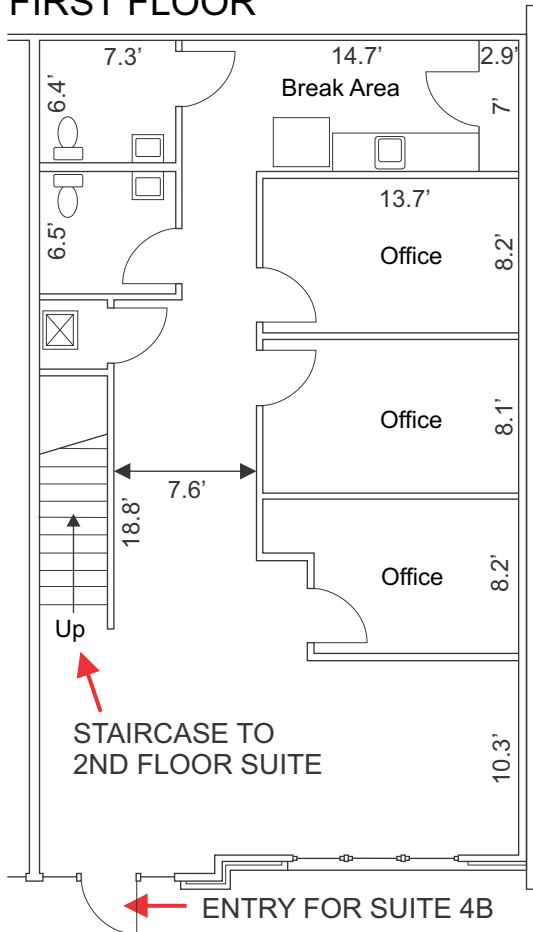 FIRST FLOOR
7.3’
14.7’
2.9’
6.4’
Break Area
7’
13.7’
6.5’
Office
8.2’
Office
8.1’
7.6’
18.8’
Office
8.2’
Up
STAIRCASE TO
2ND FLOOR SUITE
10.3’
ENTRY FOR SUITE 4B